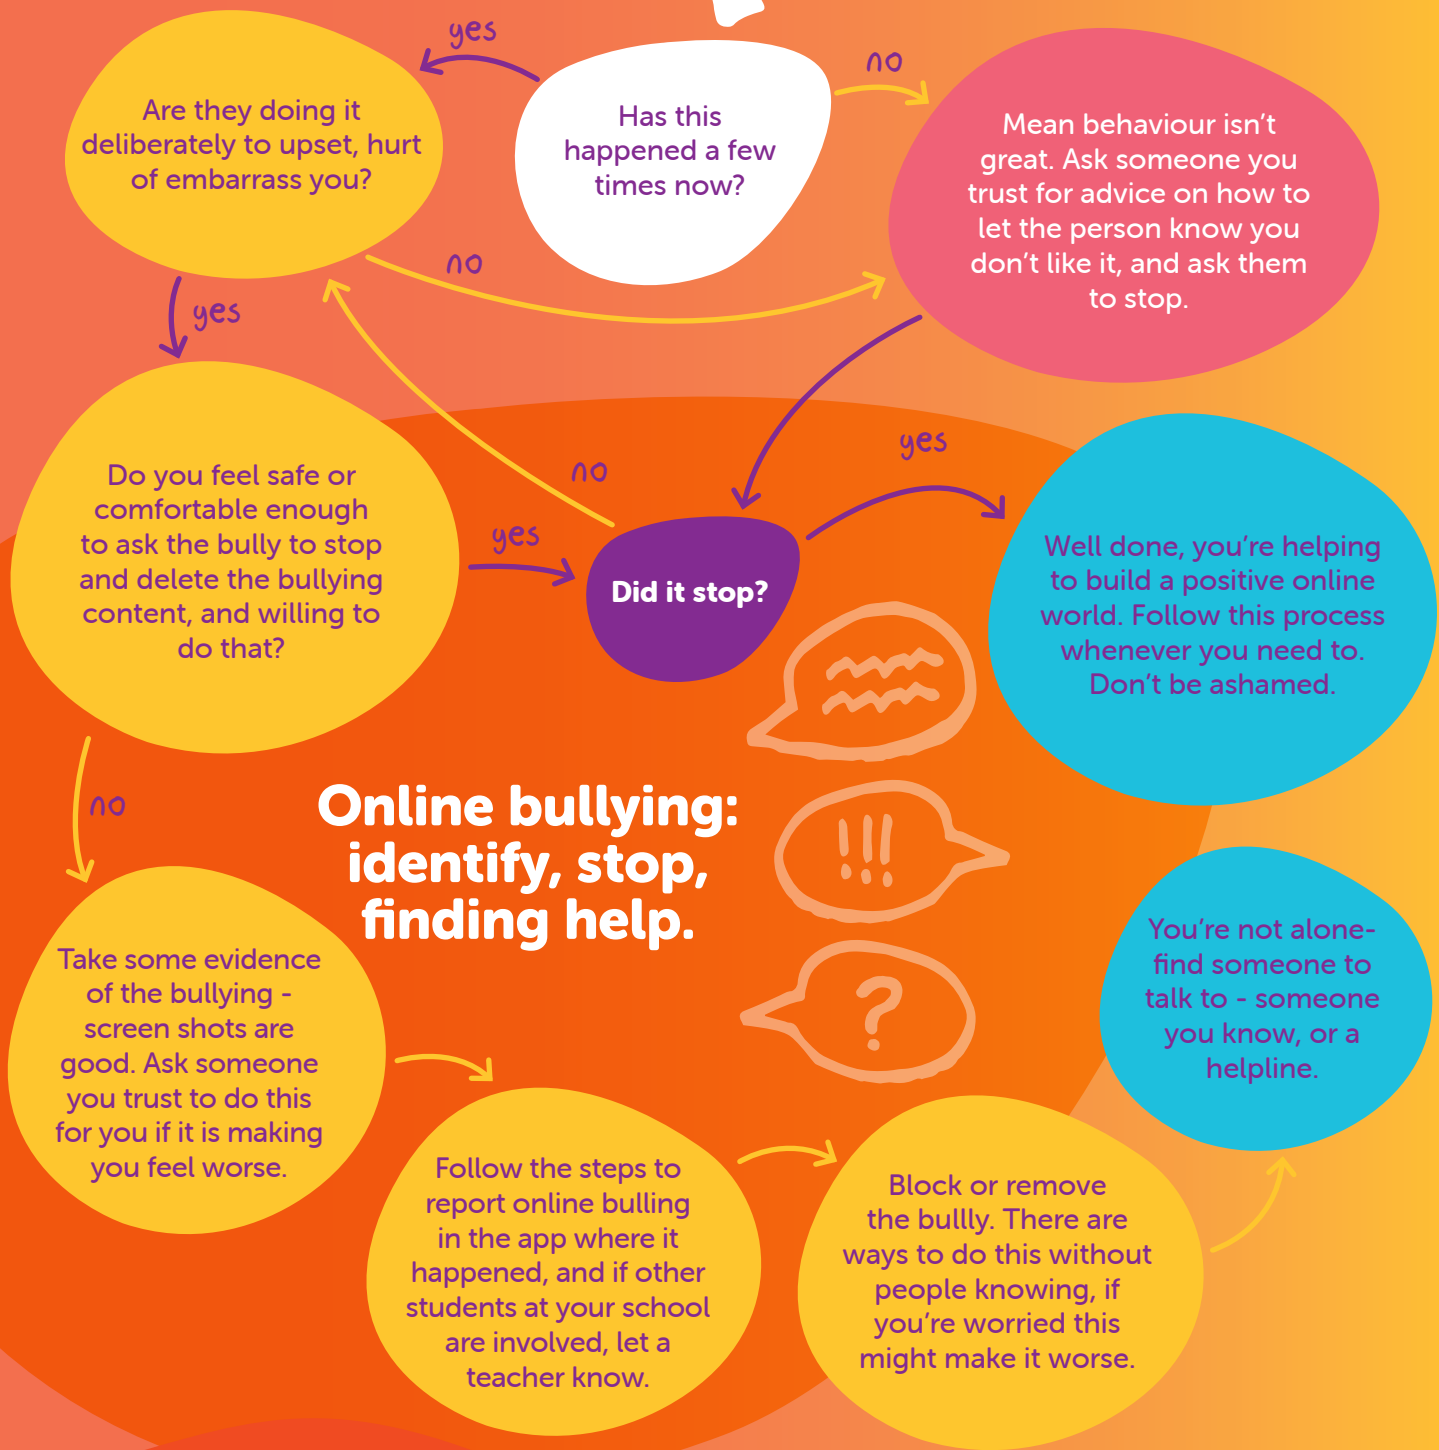 yes
no
Are they doing it
deliberately to upset, hurt
of embarrass you?
Has this
happened a few
times now?
Mean behaviour isn't
great. Ask someone you
trust for advice on how to
let the person know you
don't like it, and ask them
to stop.
no
yes
Do you feel safe or
comfortable enough
to ask the bully to stop
and delete the bullying
content, and willing to
do that?
no
yes
yes
Did it stop?
Well done, you're helping
to build a positive online
world. Follow this process
whenever you need to.
Don't be ashamed.
no
Online bullying:
identify, stop,
finding help.
!!!
?
Take some evidence
of the bullying -
screen shots are
good. Ask someone
you trust to do this
for you if it is making
you feel worse.
Follow the steps to
report online bulling
in the app where it
happened, and if other
students at your school
are involved, let a
teacher know.
Block or remove
the bullly. There are
ways to do this without
people knowing, if
you're worried this
might make it worse.
You're not alone-
find someone to
talk to - someone
you know, or a
helpline.